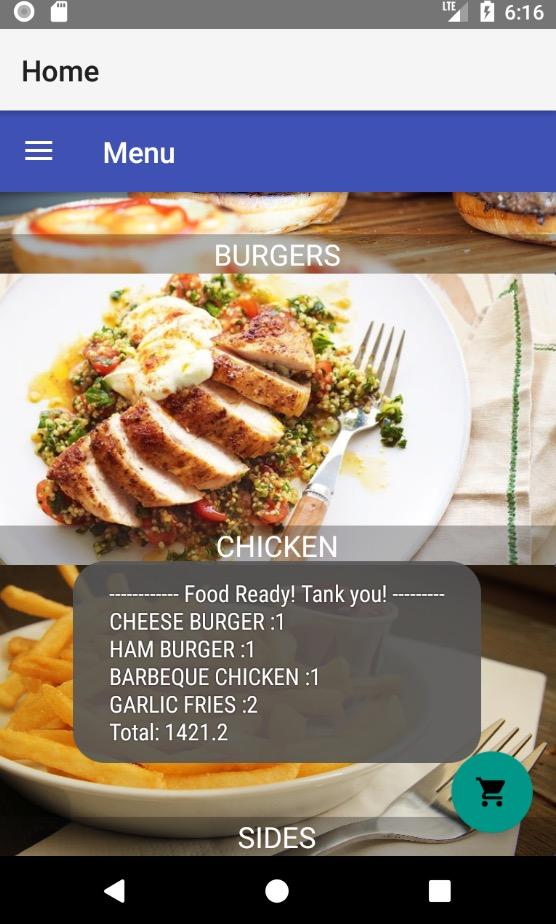 LTE 6:16
Home
Menu
BURGERS
CHICKEN
------------ Food Ready! Tank you! ---------
CHEESE BURGER :1
HAM BURGER :1
BARBEQUE CHICKEN :1
GARLIC FRIES :2
Total: 1421.2
SIDES